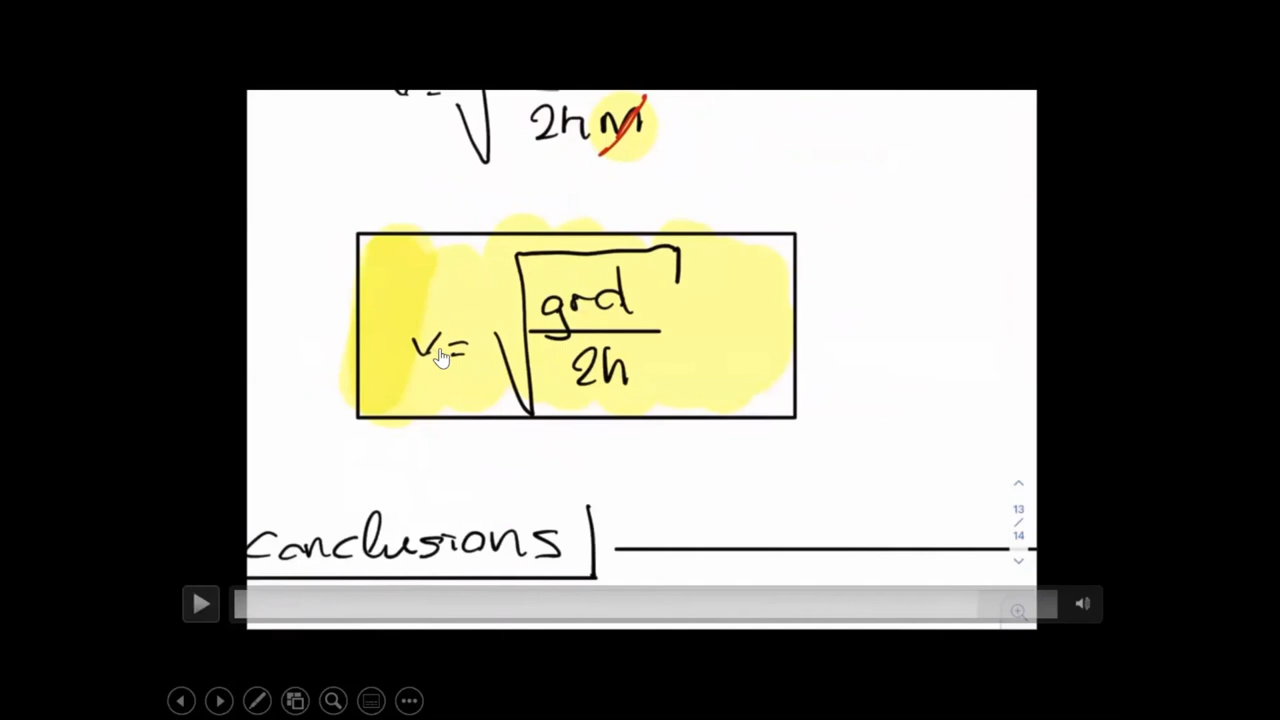 2hm
v = √(grd / 2h)
conclusions
13
/
14